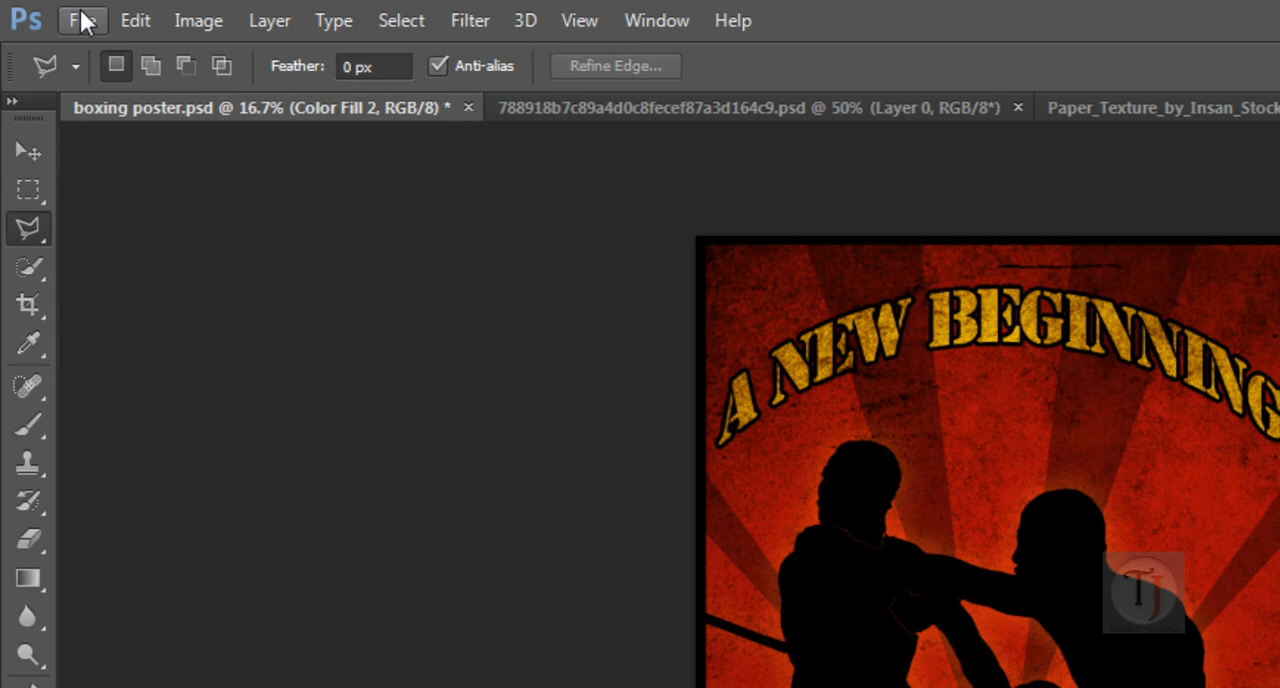 Ps File Edit Image Layer Type Select Filter 3D View Window Help
Feather: 0 px Anti-alias Refine Edge...
boxing poster.psd @ 16.7% (Color Fill 2, RGB/8) * × 788918b7c89a4d0c8fecef87a3d164c9.psd @ 50% (Layer 0, RGB/8*) × Paper_Texture_by_Insan_Stock
A NEW BEGINNING
TJ